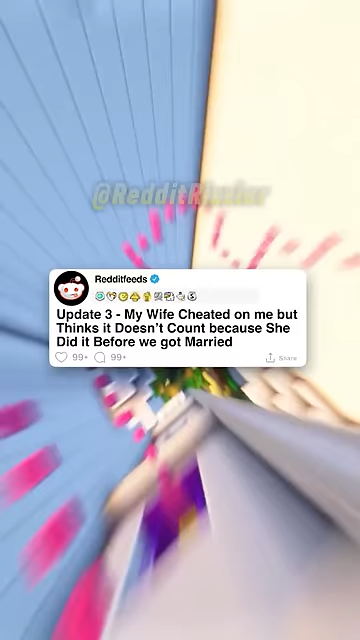 Redditfeeds
Update 3 - My Wife Cheated on me but
Thinks it Doesn't Count because She
Did it Before we got Married
99+
99+
Share